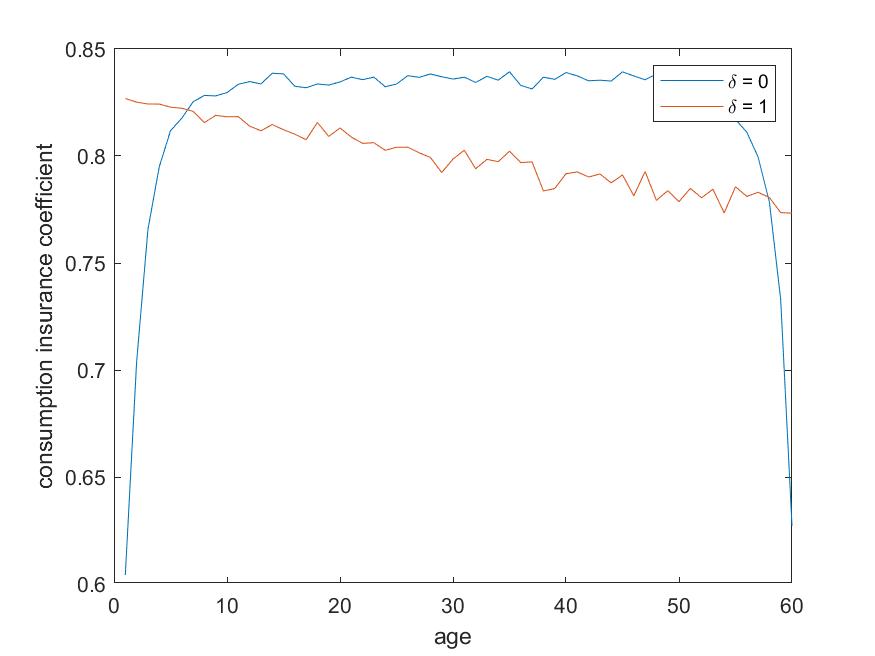 0.85
0.8
0.75
0.7
0.65
0.6
consumption insurance coefficient
δ = 0
δ = 1
0 10 20 30 40 50 60
age